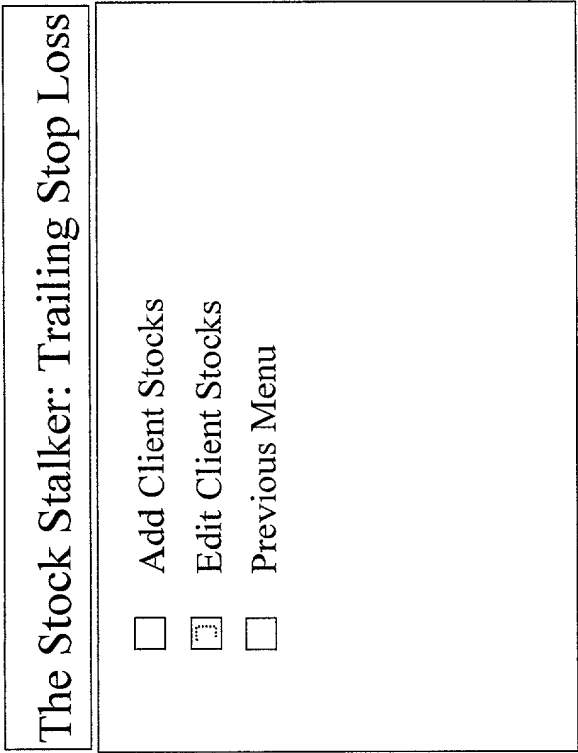 The Stock Stalker: Trailing Stop Loss
Add Client Stocks
Edit Client Stocks
Previous Menu